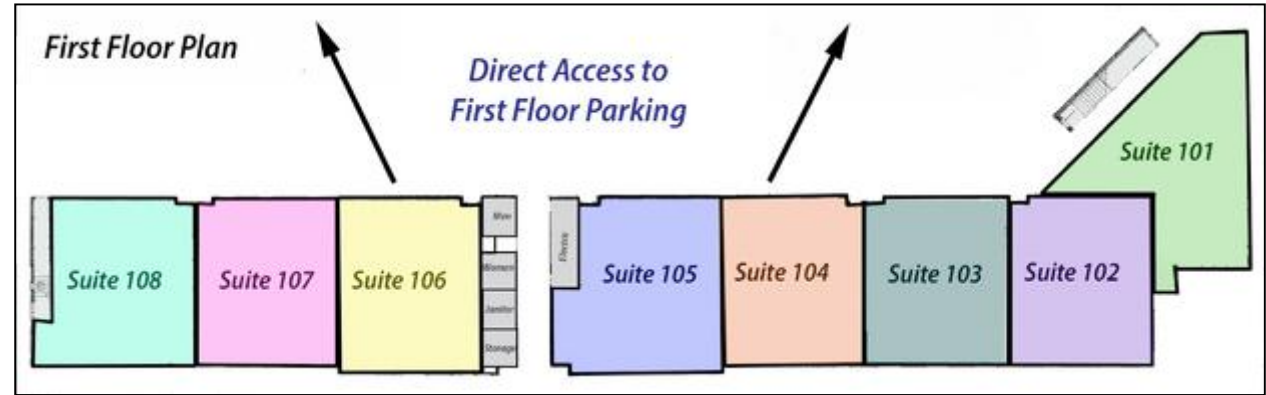 First Floor Plan
Direct Access to
First Floor Parking
Suite 101
Suite 108
Suite 107
Suite 106
Men
Women
Janitor
Storage
Electric
Suite 105
Suite 104
Suite 103
Suite 102